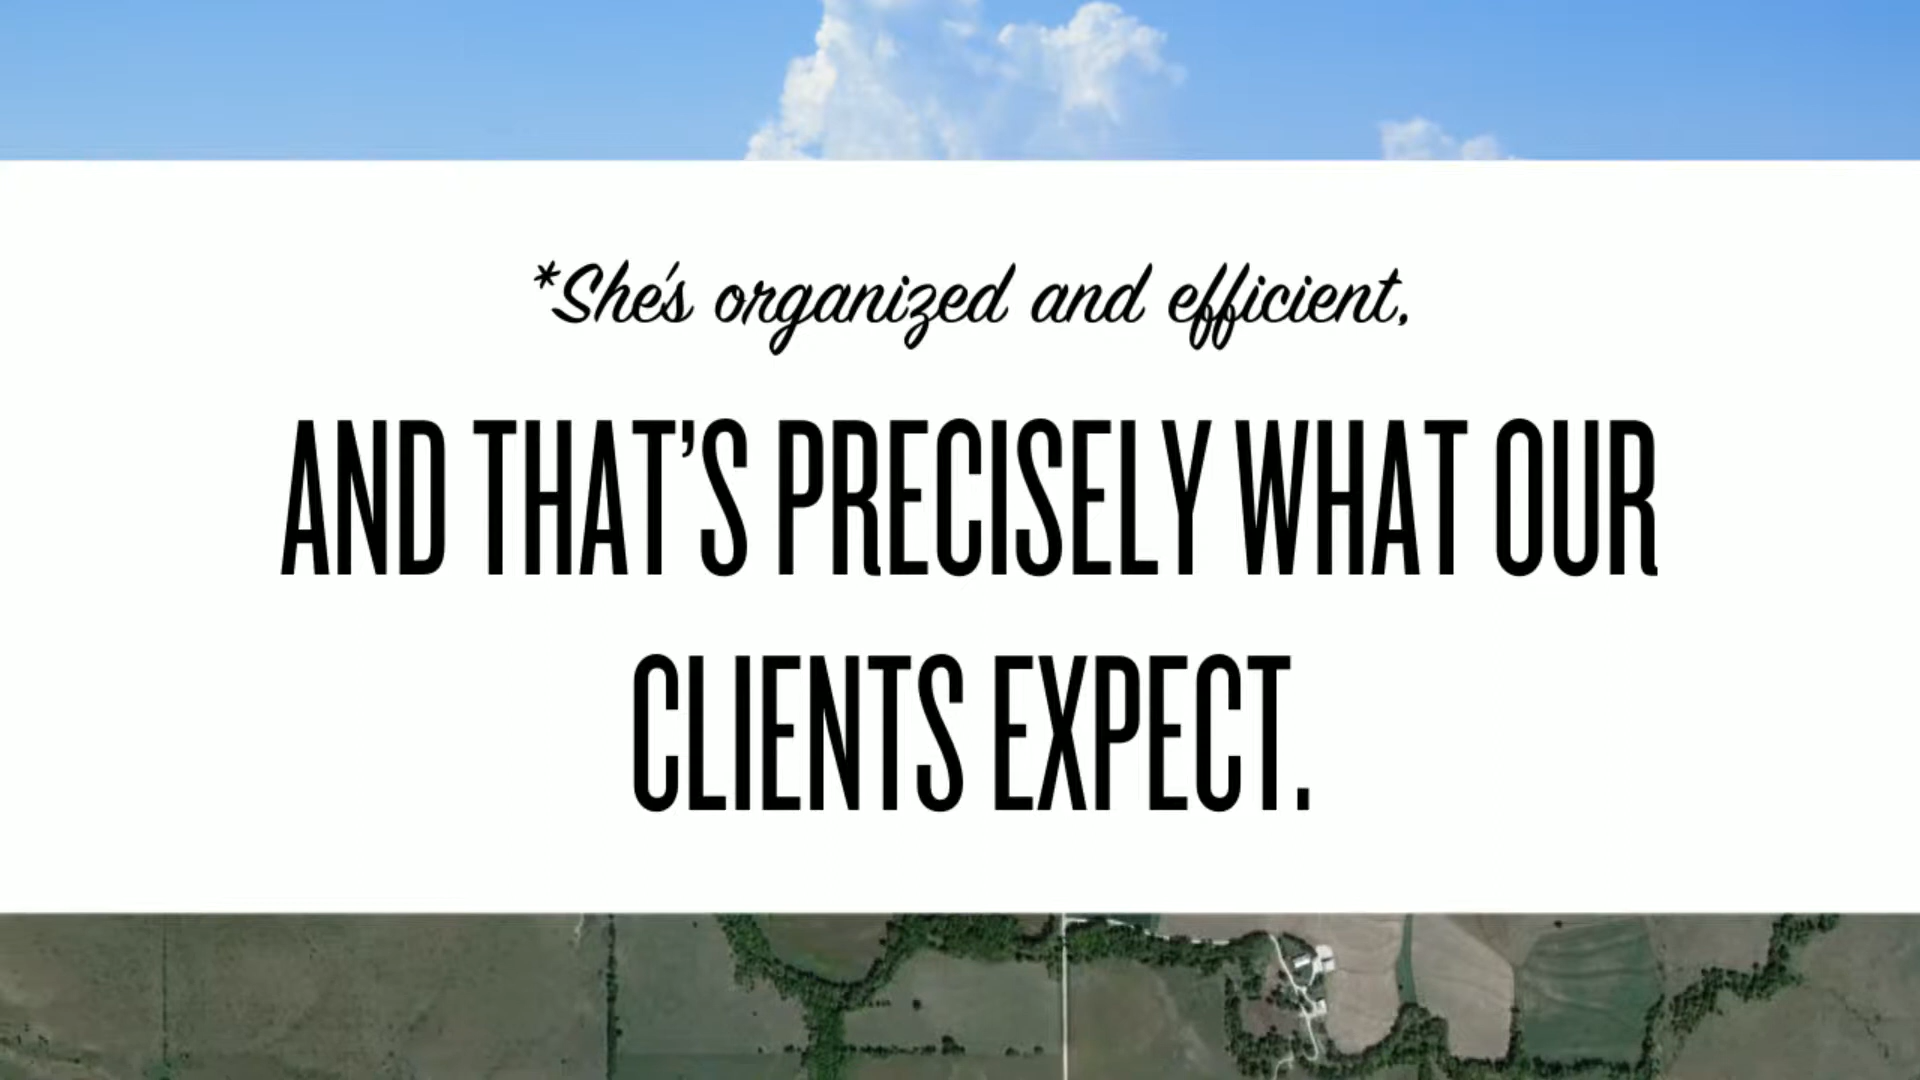 *She's organized and efficient,
AND THAT’S PRECISELY WHAT OUR
CLIENTS EXPECT.